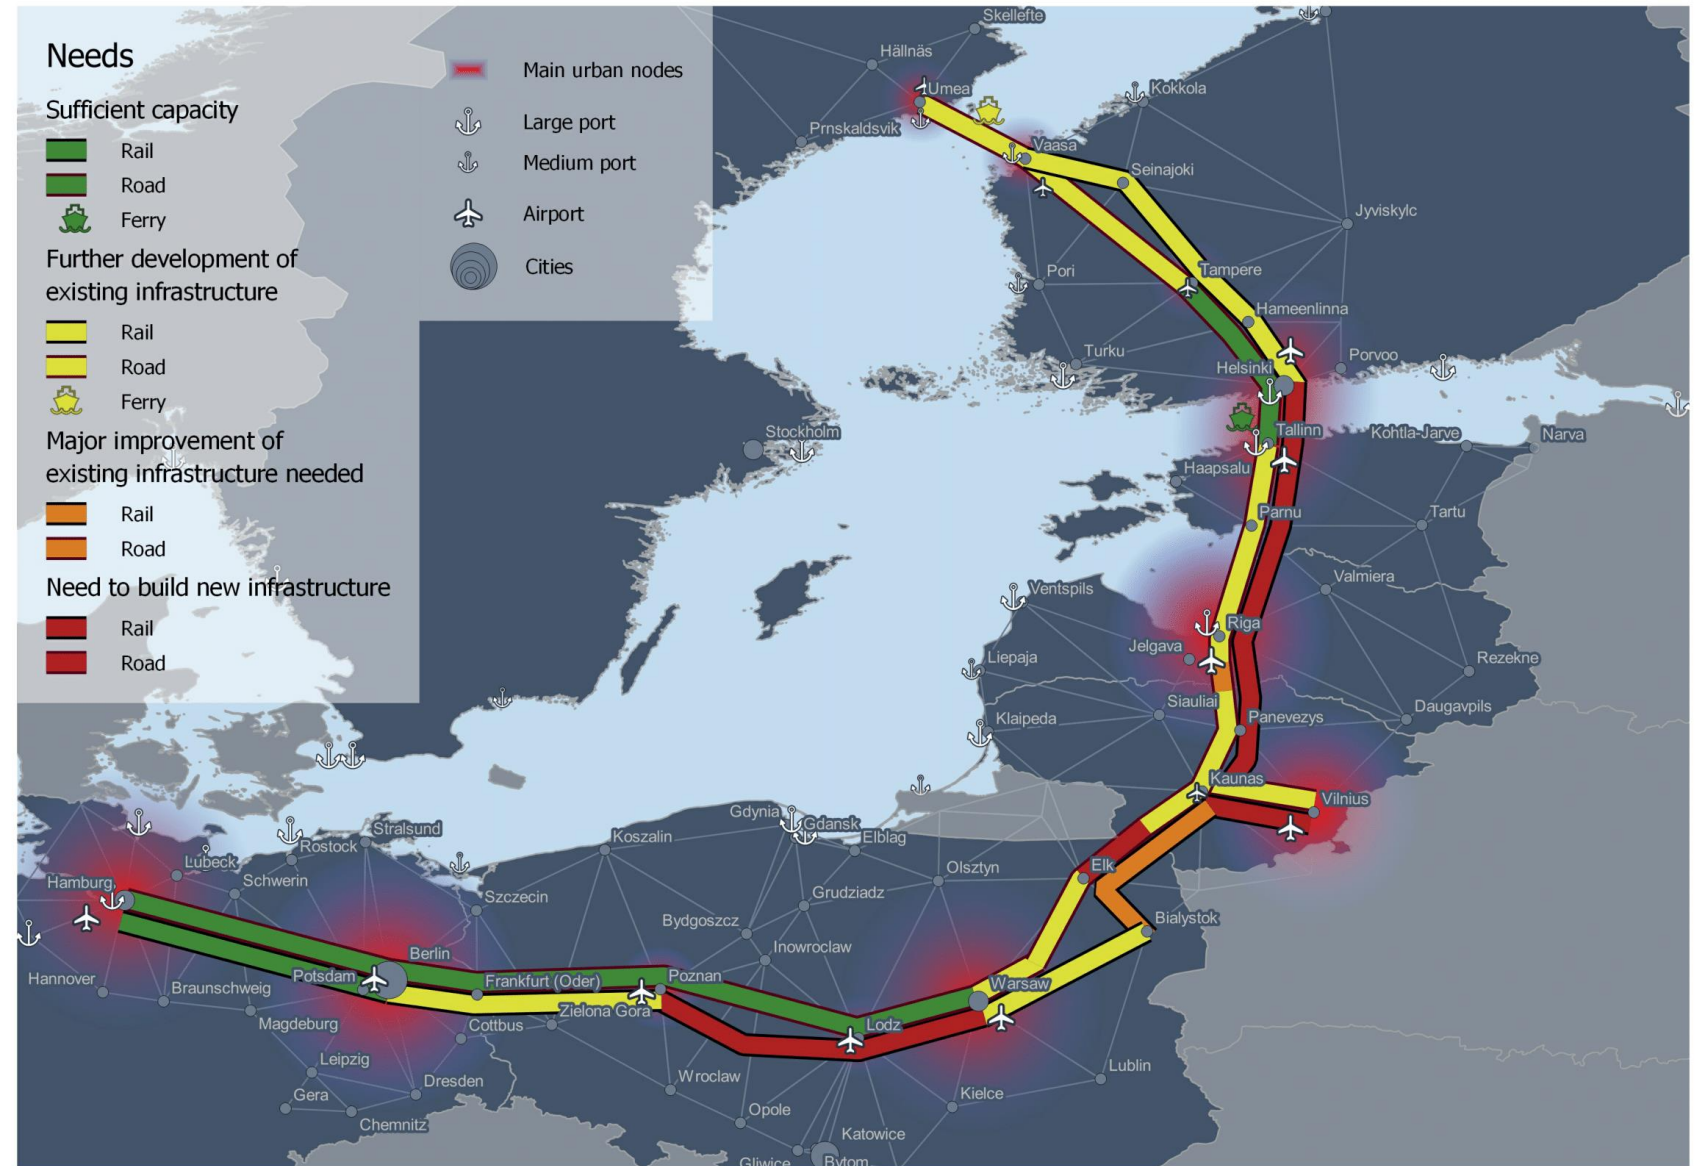 Needs
Sufficient capacity
Rail
Road
Ferry
Further development of
existing infrastructure
Rail
Road
Ferry
Major improvement of
existing infrastructure needed
Rail
Road
Need to build new infrastructure
Rail
Road
Main urban nodes
Large port
Medium port
Airport
Cities
Skellefte
Hällnäs
Umea
Kokkola
Prnskaldsvik
Vaasa
Seinajoki
Jyviskylc
Pori
Tampere
Hameenlinna
Turku
Helsinki
Porvoo
Stockholm
Tallinn
Kohtla-Jarve
Narva
Haapsalu
Parnu
Tartu
Ventspils
Valmiera
Riga
Jelgava
Liepaja
Rezekne
Siauliai
Daugavpils
Klaipeda
Panevezys
Kaunas
Vilnius
Gdynia
Gdansk
Stralsund
Koszalin
Elblag
Rostock
Lubeck
Elk
Olsztyn
Hamburg
Schwerin
Szczecin
Grudziadz
Bydgoszcz
Bialystok
Inowroclaw
Berlin
Hannover
Potsdam
Frankfurt (Oder)
Poznan
Warsaw
Braunschweig
Zielona Gora
Magdeburg
Cottbus
Lodz
Leipzig
Lublin
Dresden
Wroclaw
Gera
Kielce
Opole
Chemnitz
Katowice
Gliwice
Bytom